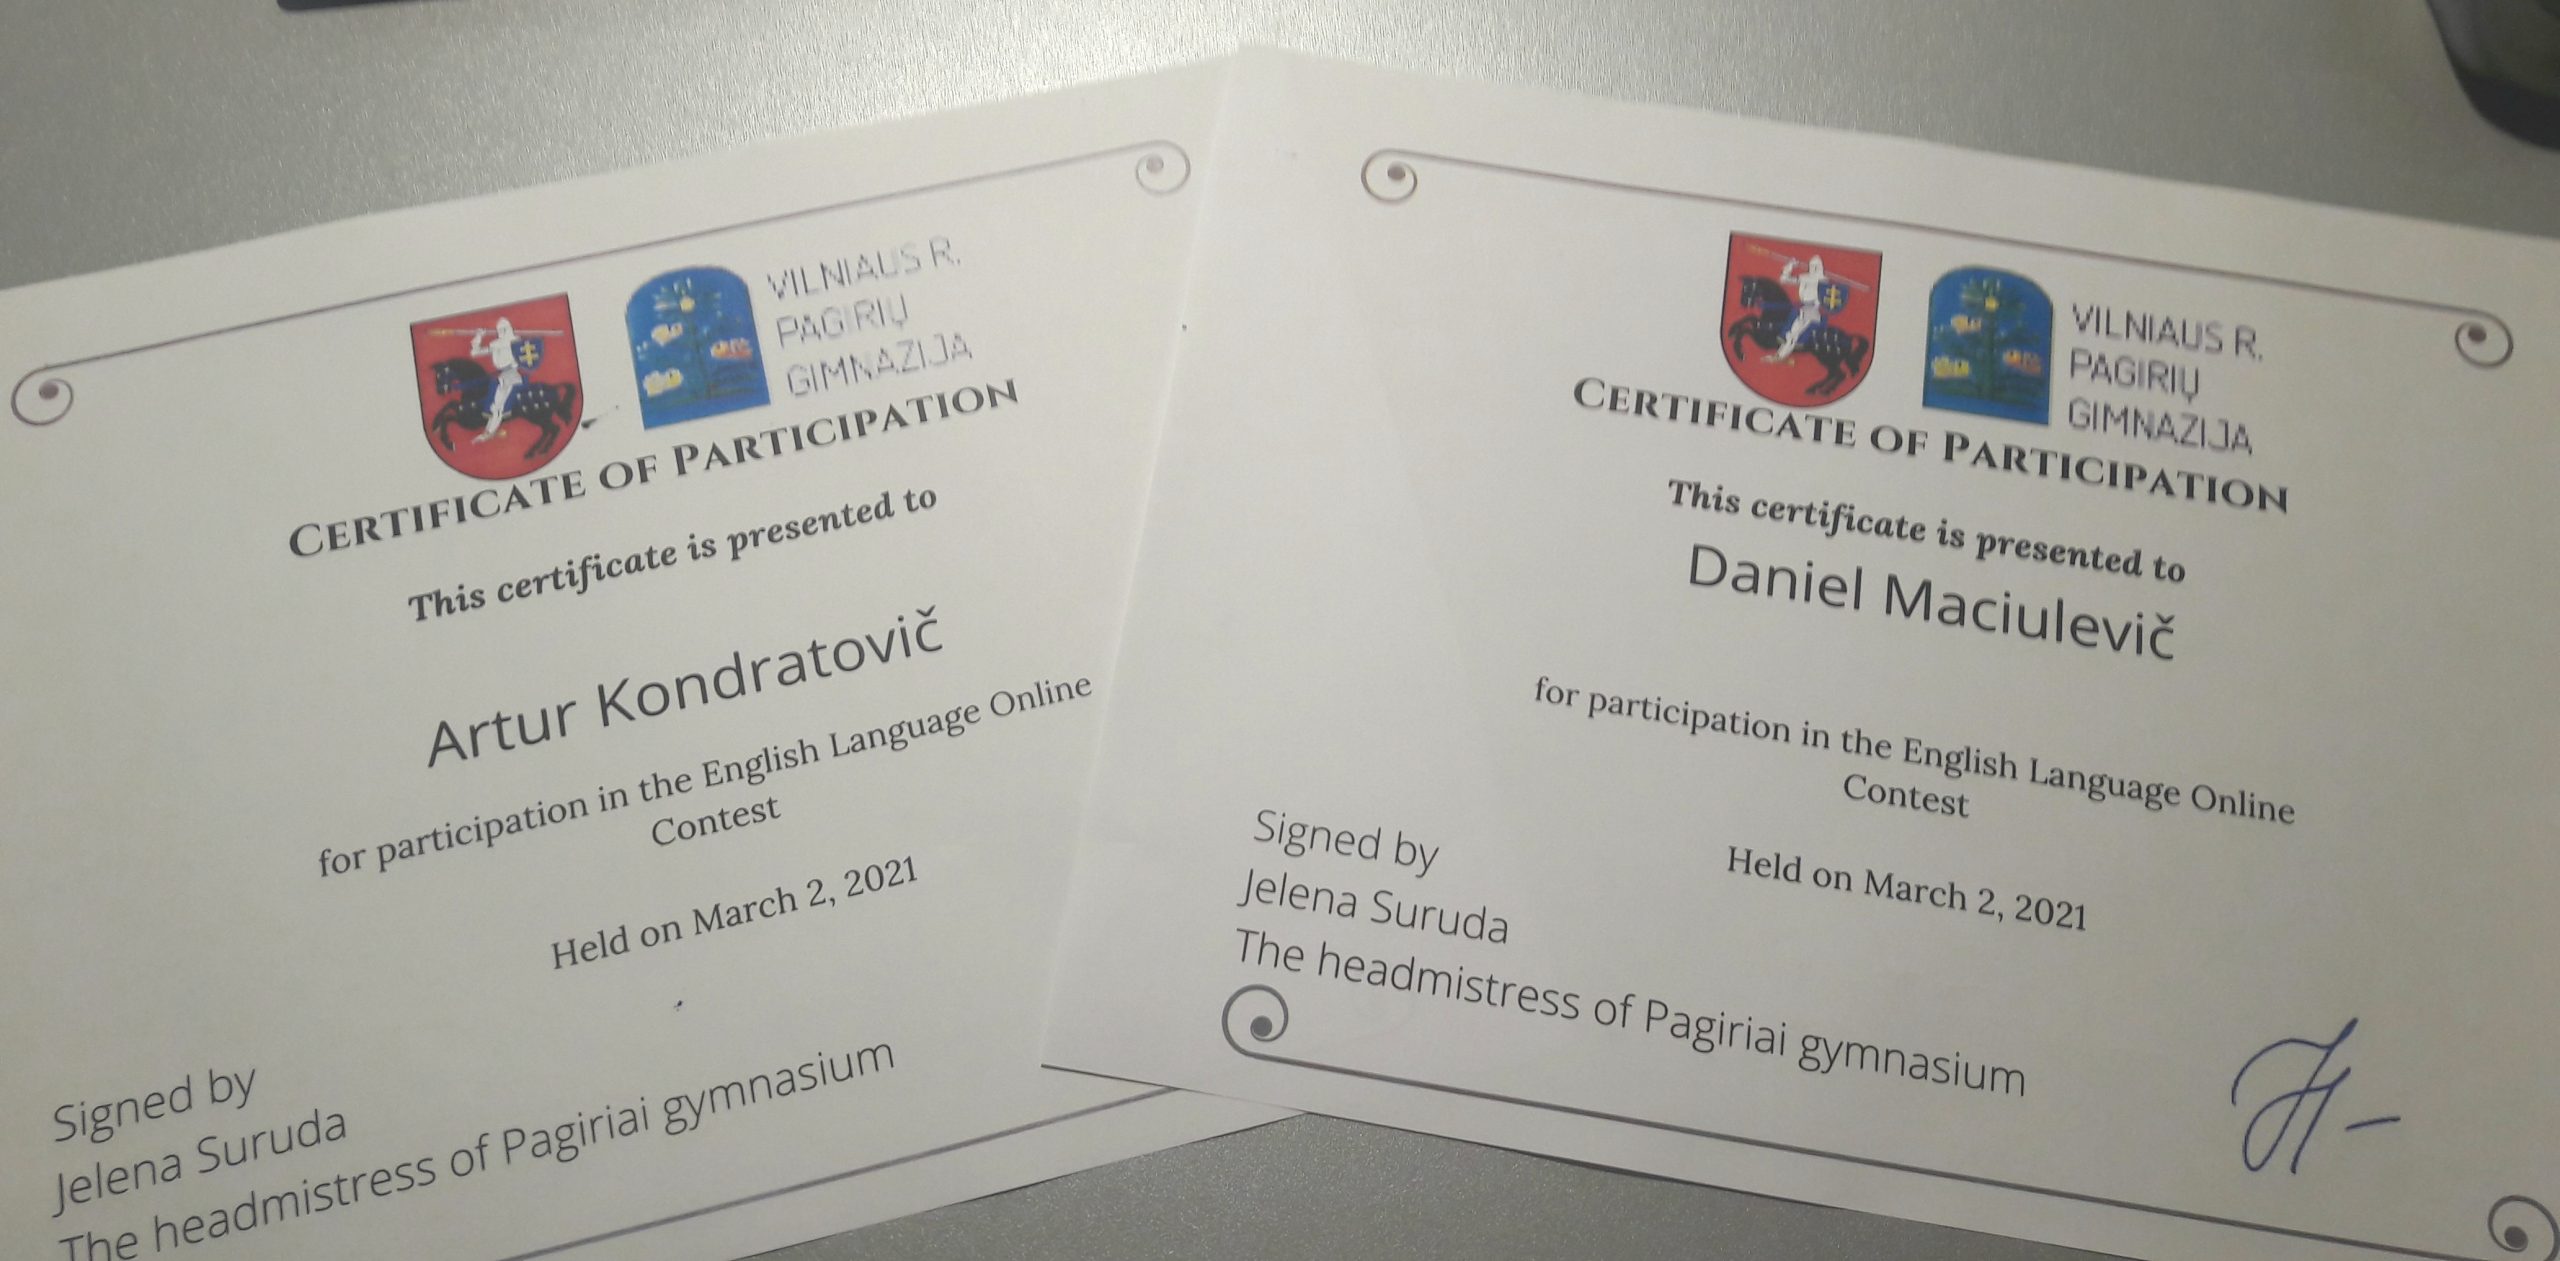 VILNIAUS R.
PAGIRIŲ
GIMNAZIJA
CERTIFICATE OF PARTICIPATION
This certificate is presented to
Artur Kondratovič
for participation in the English Language Online
Contest
Held on March 2, 2021
Signed by
Jelena Suruda
The headmistress of Pagiriai gymnasium
VILNIAUS R.
PAGIRIŲ
GIMNAZIJA
CERTIFICATE OF PARTICIPATION
This certificate is presented to
Daniel Maciulevič
for participation in the English Language Online
Contest
Held on March 2, 2021
Signed by
Jelena Suruda
The headmistress of Pagiriai gymnasium